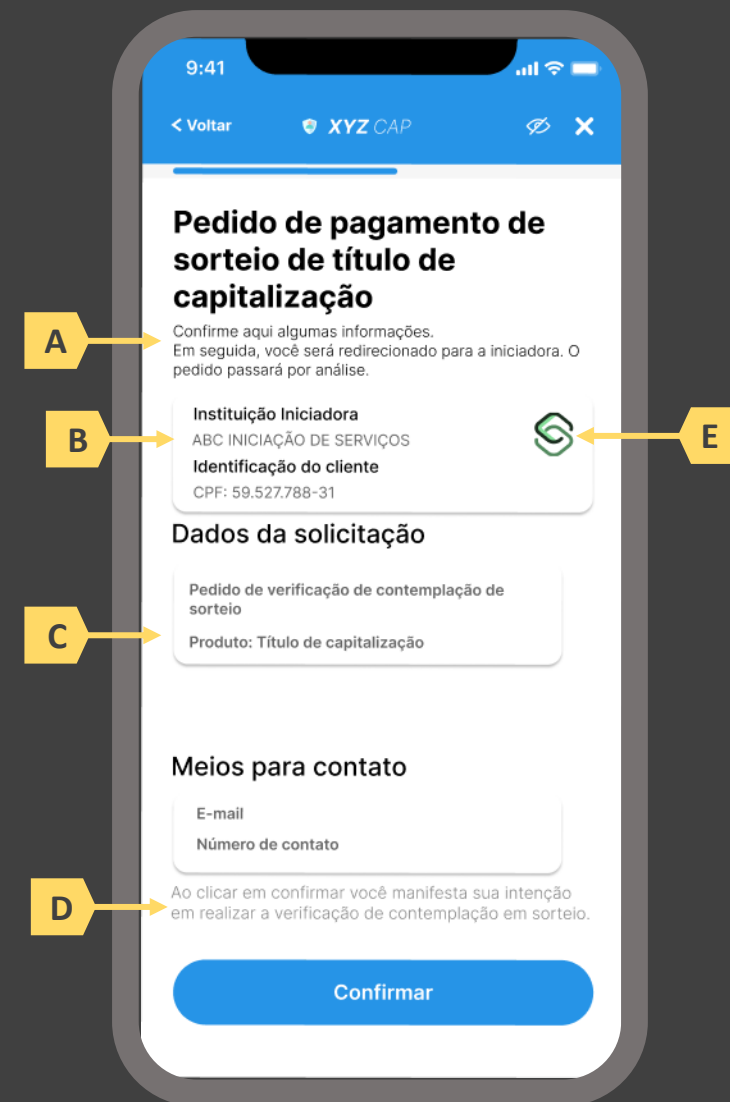 9:41
< Voltar
XYZ CAP
Pedido de pagamento de
sorteio de título de
capitalização
A
Confirme aqui algumas informações.
Em seguida, você será redirecionado para a iniciadora. O
pedido passará por análise.
B
Instituição Iniciadora
ABC INICIAÇÃO DE SERVIÇOS
Identificação do cliente
CPF: 59.527.788-31
E
Dados da solicitação
C
Pedido de verificação de contemplação de
sorteio
Produto: Título de capitalização
Meios para contato
E-mail
Número de contato
D
Ao clicar em confirmar você manifesta sua intenção
em realizar a verificação de contemplação em sorteio.
Confirmar